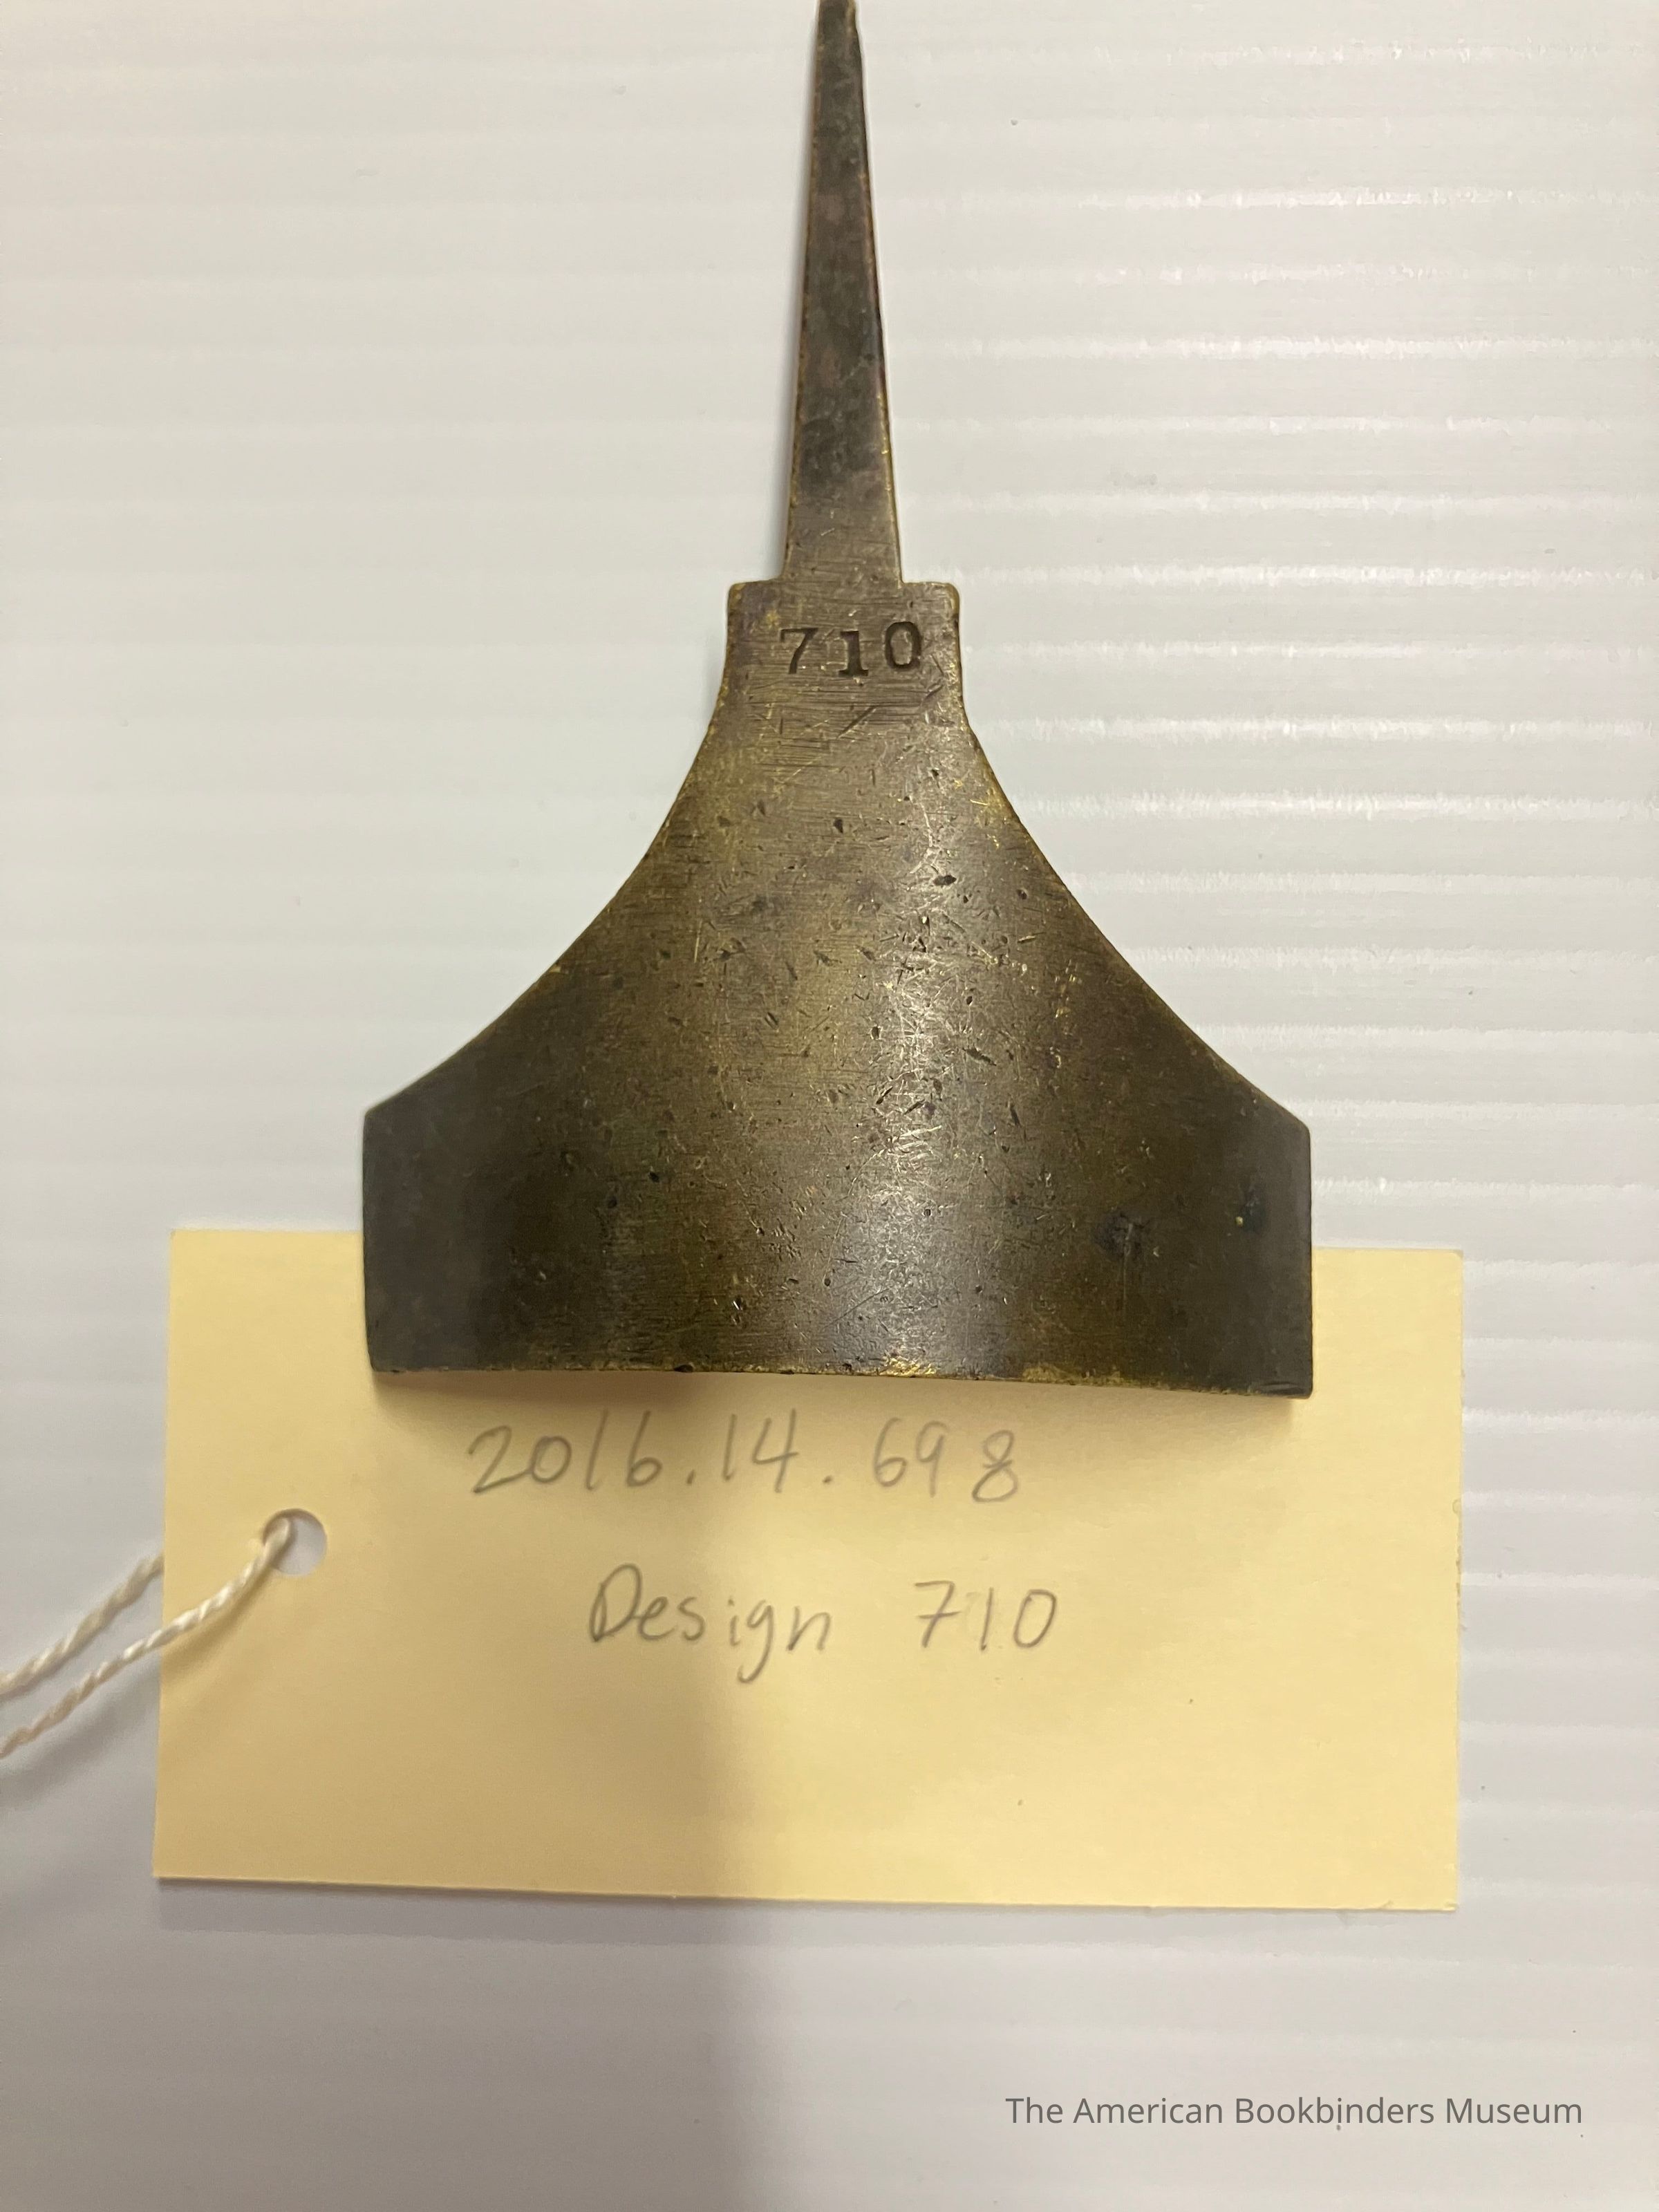 710
2016.14.698
Design 710
The American Bookbinders Museum